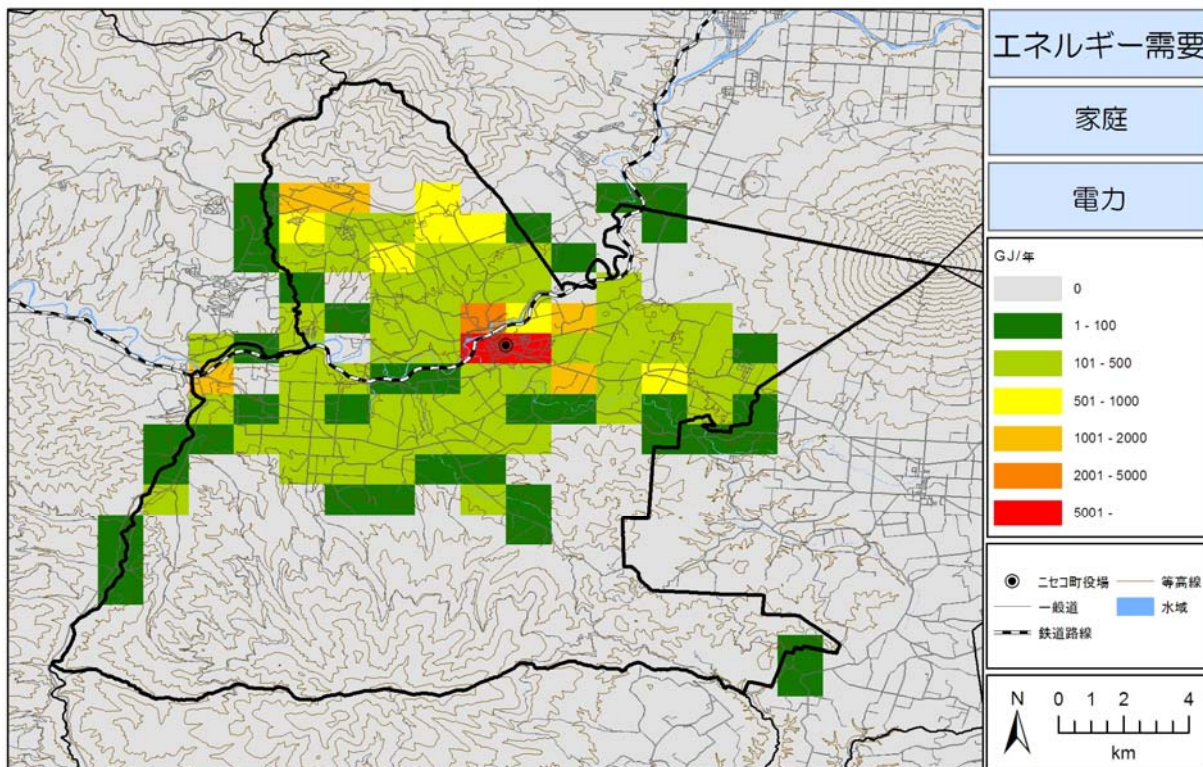 エネルギー需要
家庭
電力
GJ/年
0
1 - 100
101 - 500
501 - 1000
1001 - 2000
2001 - 5000
5001 -
ニセコ町役場 等高線
一般道 水域
鉄道路線
N 0 1 2 4
km